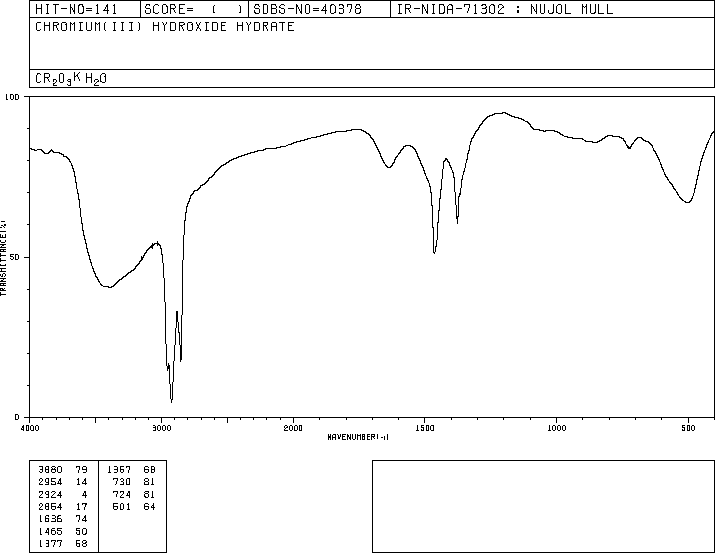 HIT-NO=141 SCORE= ( ) SDBS-NO=40378 IR-NIDA-71302 : NUJOL MULL
CHROMIUM(III) HYDROXIDE HYDRATE
CR2O3K H2O
100
50
0
TRANSMITTANCE(%)
4000 3000 2000 1500 1000 500
WAVENUMBER(-1)
3880 79 1367 68
2954 14 730 81
2924 4 724 81
2854 17 501 64
1636 74
1465 50
1377 58